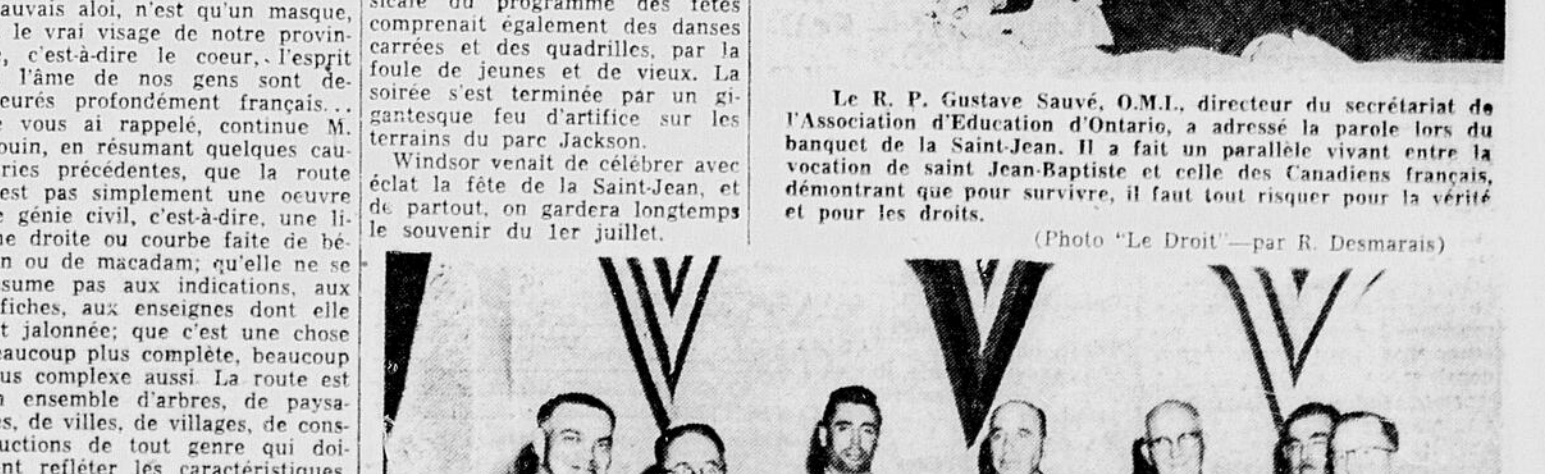 auvais aloi, n'est qu'un masque,
le vrai visage de notre provin-
c'est-à-dire le coeur, l'esprit
l'âme de nos gens sont de-
eurés profondément français...
vous ai rappelé, continue M.
ouin, en résumant quelques cau-
ries précédentes, que la route
est pas simplement une oeuvre
génie civil, c'est-à-dire, une li-
ne droite ou courbe faite de bé-
n ou de macadam; qu'elle ne se
sume pas aux indications, aux
fiches, aux enseignes dont elle
t jalonnée; que c'est une chose
eaucoup plus complète, beaucoup
us complexe aussi. La route est
ensemble d'arbres, de paysa-
s, de villes, de villages, de cons-
uctions de tout genre qui doi-
nt refléter les caractéristiques
sicale du programme des fêtes
comprenait également des danses
carrées et des quadrilles, par la
foule de jeunes et de vieux. La
soirée s'est terminée par un gi-
gantesque feu d'artifice sur les
terrains du parc Jackson.
Windsor venait de célébrer avec
éclat la fête de la Saint-Jean, et
de partout, on gardera longtemps
le souvenir du 1er juillet.
Le R. P. Gustave Sauvé, O.M.I., directeur du secrétariat de
l'Association d'Education d'Ontario, a adressé la parole lors du
banquet de la Saint-Jean. Il a fait un parallèle vivant entre la
vocation de saint Jean-Baptiste et celle des Canadiens français,
démontrant que pour survivre, il faut tout risquer pour la vérité
et pour les droits.
(Photo "Le Droit"—par R. Desmarais)